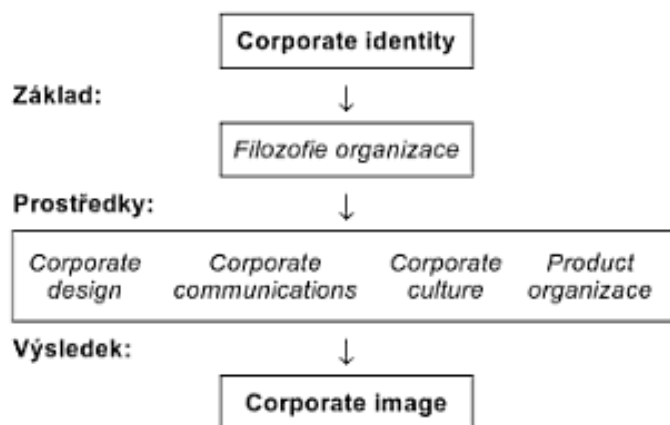 Corporate identity
Základ:
Filozofie organizace
Prostředky:
Corporate Corporate Corporate Product
design communications culture organizace
Výsledek:
Corporate image